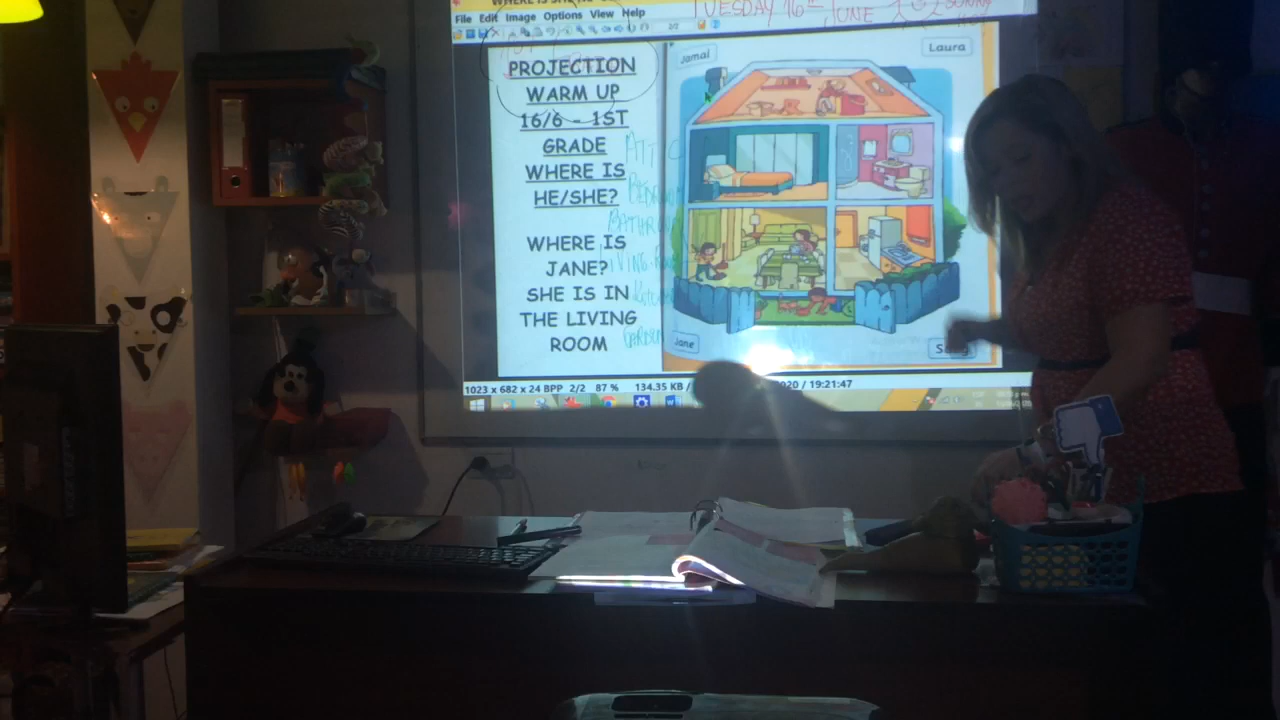 WHERE IS SHE/HE
TUESDAY 16TH JUNE SUNNY
File Edit Image Options View Help
2/2
PROJECTION
WARM UP
16/6 - 1ST
GRADE
WHERE IS
HE/SHE?
WHERE IS
JANE?
SHE IS IN
THE LIVING
ROOM
ATTIC
BEDROOM
BATHROOM
LIVING ROOM
KITCHEN
GARDEN
Jamal
Laura
Jane
1023 x 682 x 24 BPP 2/2 87 % 134.35 KB / 2020 / 19:21:47